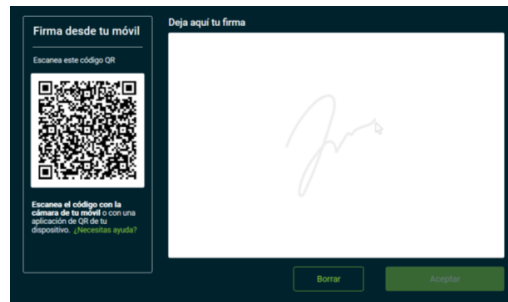 Firma desde tu móvil
Escanea este código QR
Escanea el código con la
cámara de tu móvil o con una
aplicación de QR de tu
dispositivo. ¿Necesitas ayuda?
Deja aquí tu firma
Borrar
Aceptar